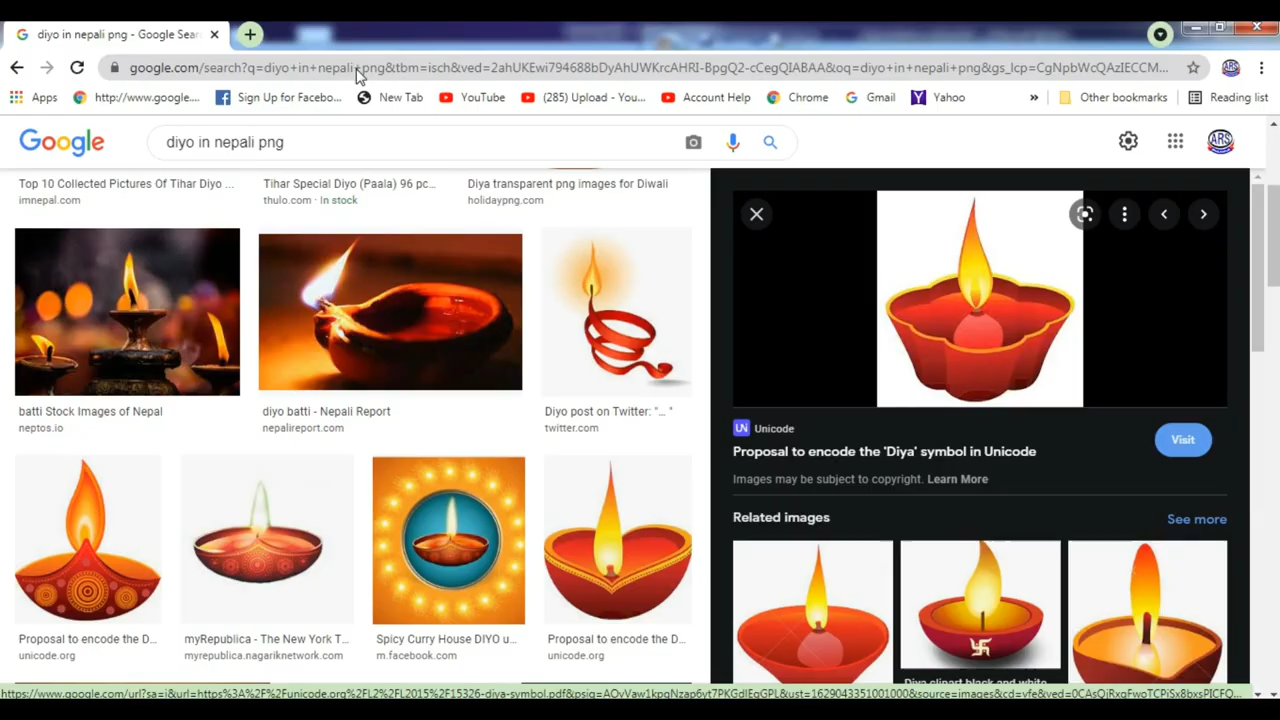 diyo in nepali png - Google Sear
google.com/search?q=diyo+in+nepali+png&tbm=isch&ved=2ahUKEwi794688bDyAhUWKrcAHRI-BpgQ2-cCegQIABAA&oq=diyo+in+nepali+png&gs_lcp=CgNpbWcQAzIECCM...
Apps http://www.google.... Sign Up for Facebo... New Tab YouTube (285) Upload - You... Account Help Chrome Gmail Yahoo » Other bookmarks Reading list
Google diyo in nepali png ARS
Top 10 Collected Pictures Of Tihar Diyo ...
imnepal.com
Tihar Special Diyo (Paala) 96 pc...
thulo.com · In stock
Diya transparent png images for Diwali
holidaypng.com
batti Stock Images of Nepal
neptos.io
diyo batti - Nepali Report
nepalireport.com
Diyo post on Twitter: "... "
twitter.com
Proposal to encode the D...
unicode.org
myRepublica - The New York T...
myrepublica.nagariknetwork.com
Spicy Curry House DIYO u...
m.facebook.com
Proposal to encode the D...
unicode.org
UN Unicode
Proposal to encode the 'Diya' symbol in Unicode
Visit
Images may be subject to copyright. Learn More
Related images
See more
Diya clipart black and white